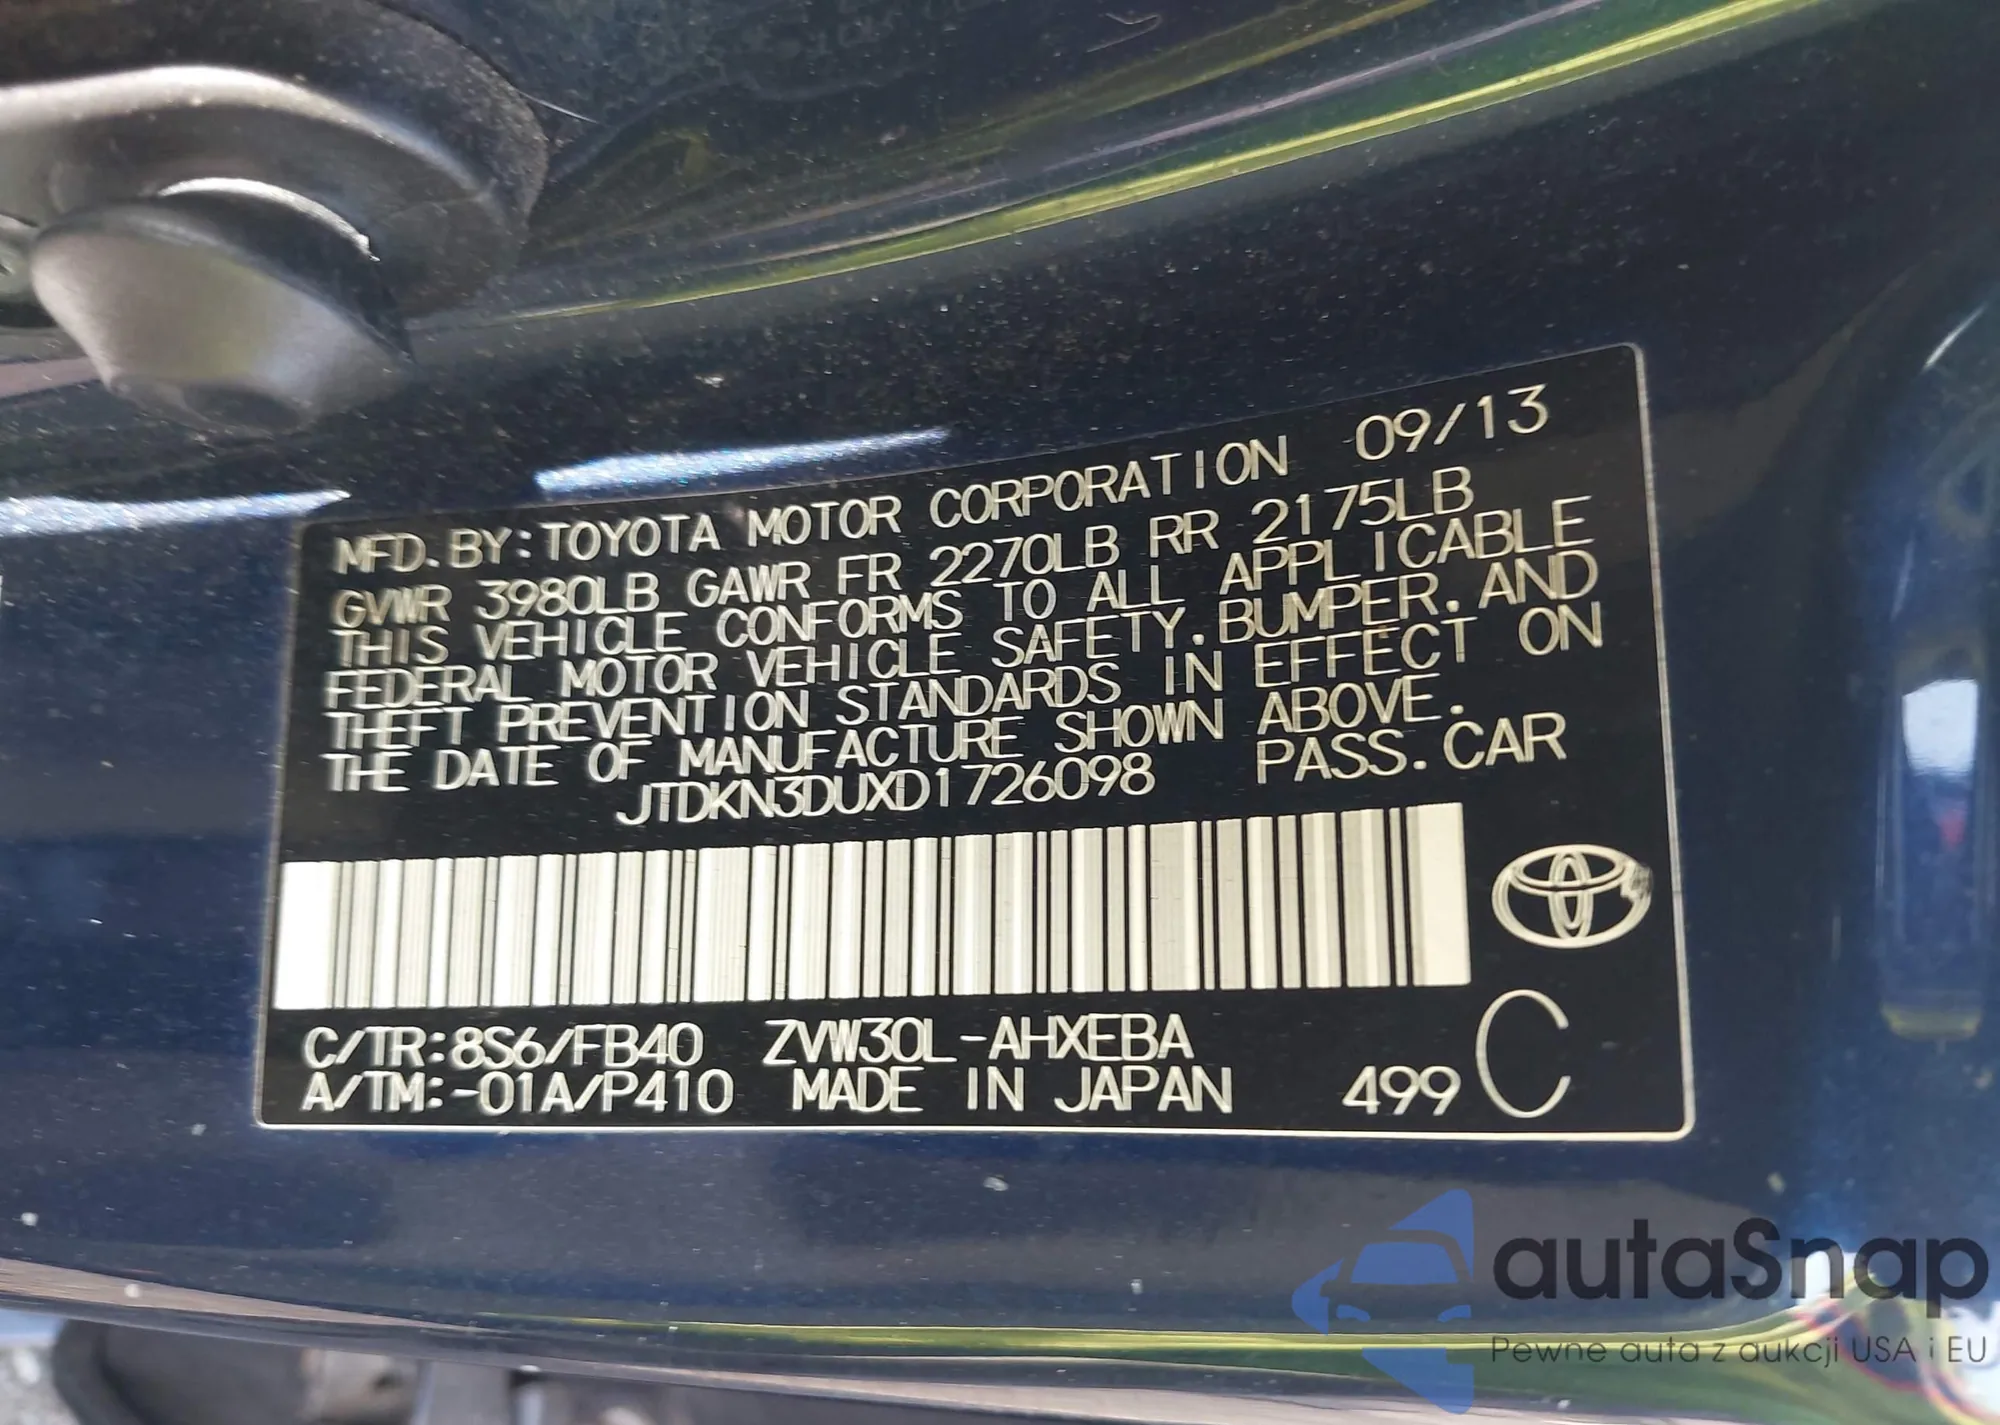 MFD.BY:TOYOTA MOTOR CORPORATION 09/13
GVWR 3980LB GAWR FR 2270LB RR 2175LB
THIS VEHICLE CONFORMS TO ALL APPLICABLE
FEDERAL MOTOR VEHICLE SAFETY,BUMPER,AND
THEFT PREVENTION STANDARDS IN EFFECT ON
THE DATE OF MANUFACTURE SHOWN ABOVE.
JTDKN3DUXD1726098 PASS.CAR
C/TR:8S6/FB40 ZVW30L-AHXEBA
A/TM:-01A/P410 MADE IN JAPAN 499 C
autaSnap
Pewne auta z aukcji USA i EU